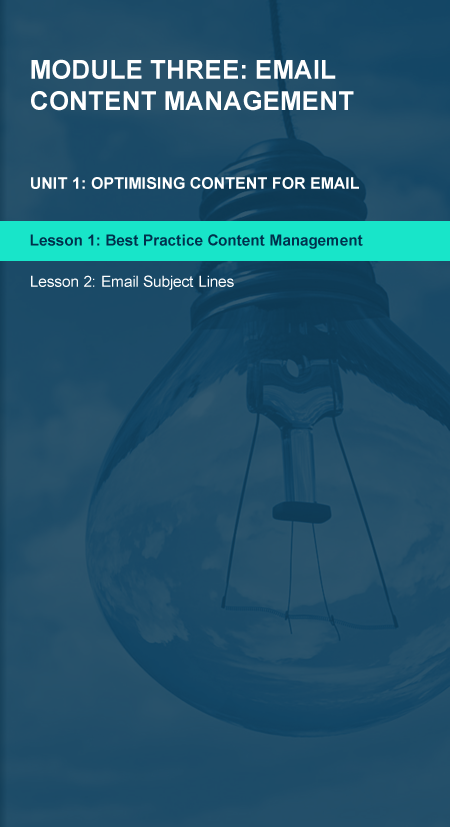 MODULE THREE: EMAIL
CONTENT MANAGEMENT
UNIT 1: OPTIMISING CONTENT FOR EMAIL
Lesson 1: Best Practice Content Management
Lesson 2: Email Subject Lines